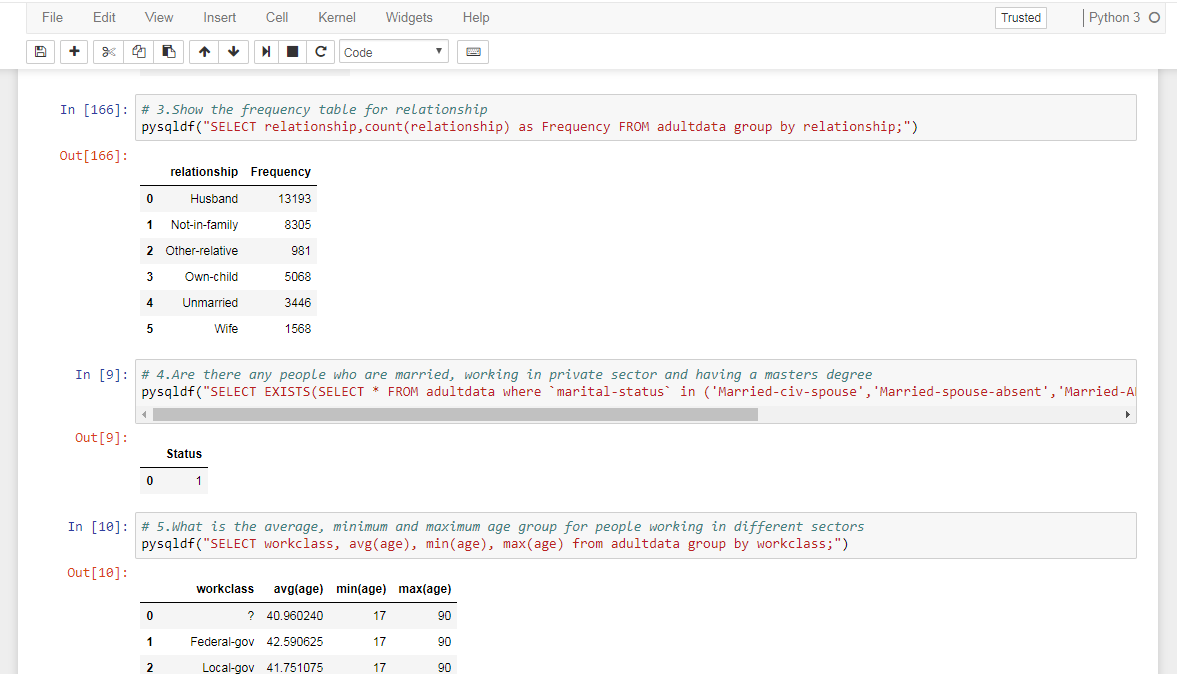 File Edit View Insert Cell Kernel Widgets Help Trusted Python 3
Code
In [166]: # 3.Show the frequency table for relationship
pysqldf("SELECT relationship,count(relationship) as Frequency FROM adultdata group by relationship;")
Out[166]:
relationship Frequency
0 Husband 13193
1 Not-in-family 8305
2 Other-relative 981
3 Own-child 5068
4 Unmarried 3446
5 Wife 1568
In [9]: # 4.Are there any people who are married, working in private sector and having a masters degree
pysqldf("SELECT EXISTS(SELECT * FROM adultdata where `marital-status` in ('Married-civ-spouse','Married-spouse-absent','Married-A
Out[9]:
Status
0 1
In [10]: # 5.What is the average, minimum and maximum age group for people working in different sectors
pysqldf("SELECT workclass, avg(age), min(age), max(age) from adultdata group by workclass;")
Out[10]:
workclass avg(age) min(age) max(age)
0 ? 40.960240 17 90
1 Federal-gov 42.590625 17 90
2 Local-gov 41.751075 17 90